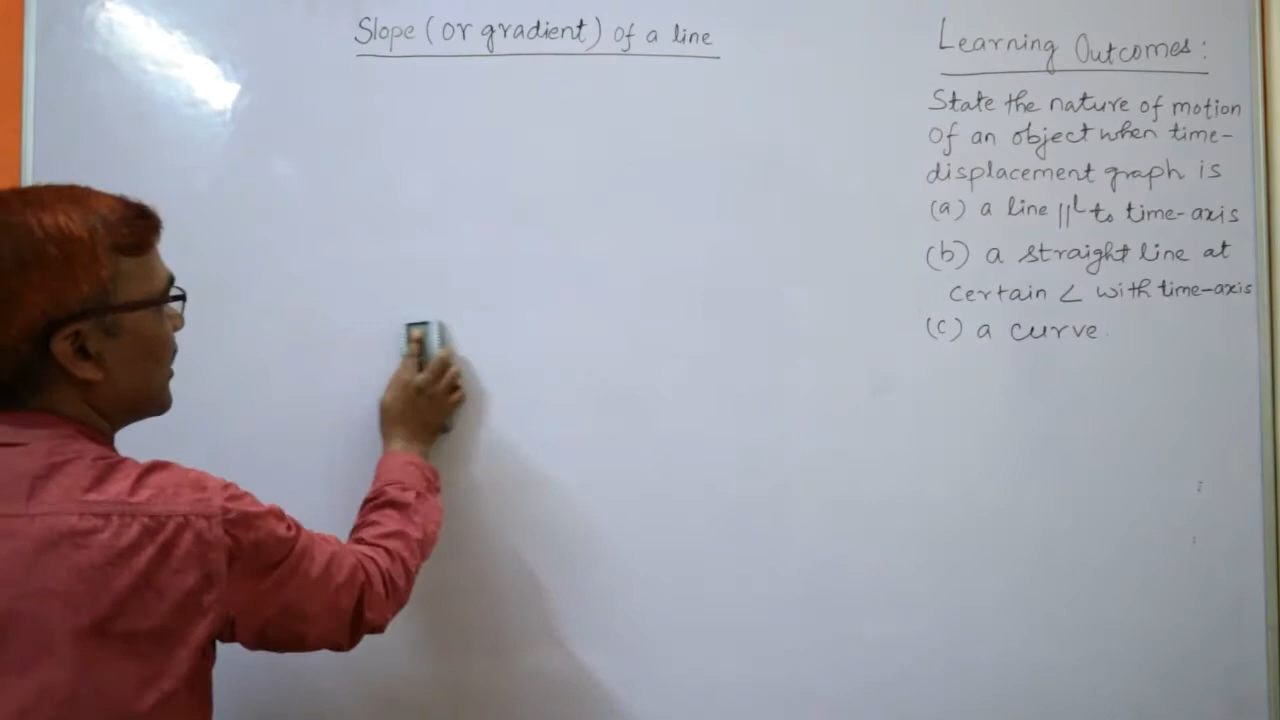 Slope (or gradient) of a line
Learning Outcomes :
State the nature of motion
of an object when time-
displacement graph is
(a) a line ||L to time-axis
(b) a straight line at
certain ∠ with time-axis
(c) a curve.